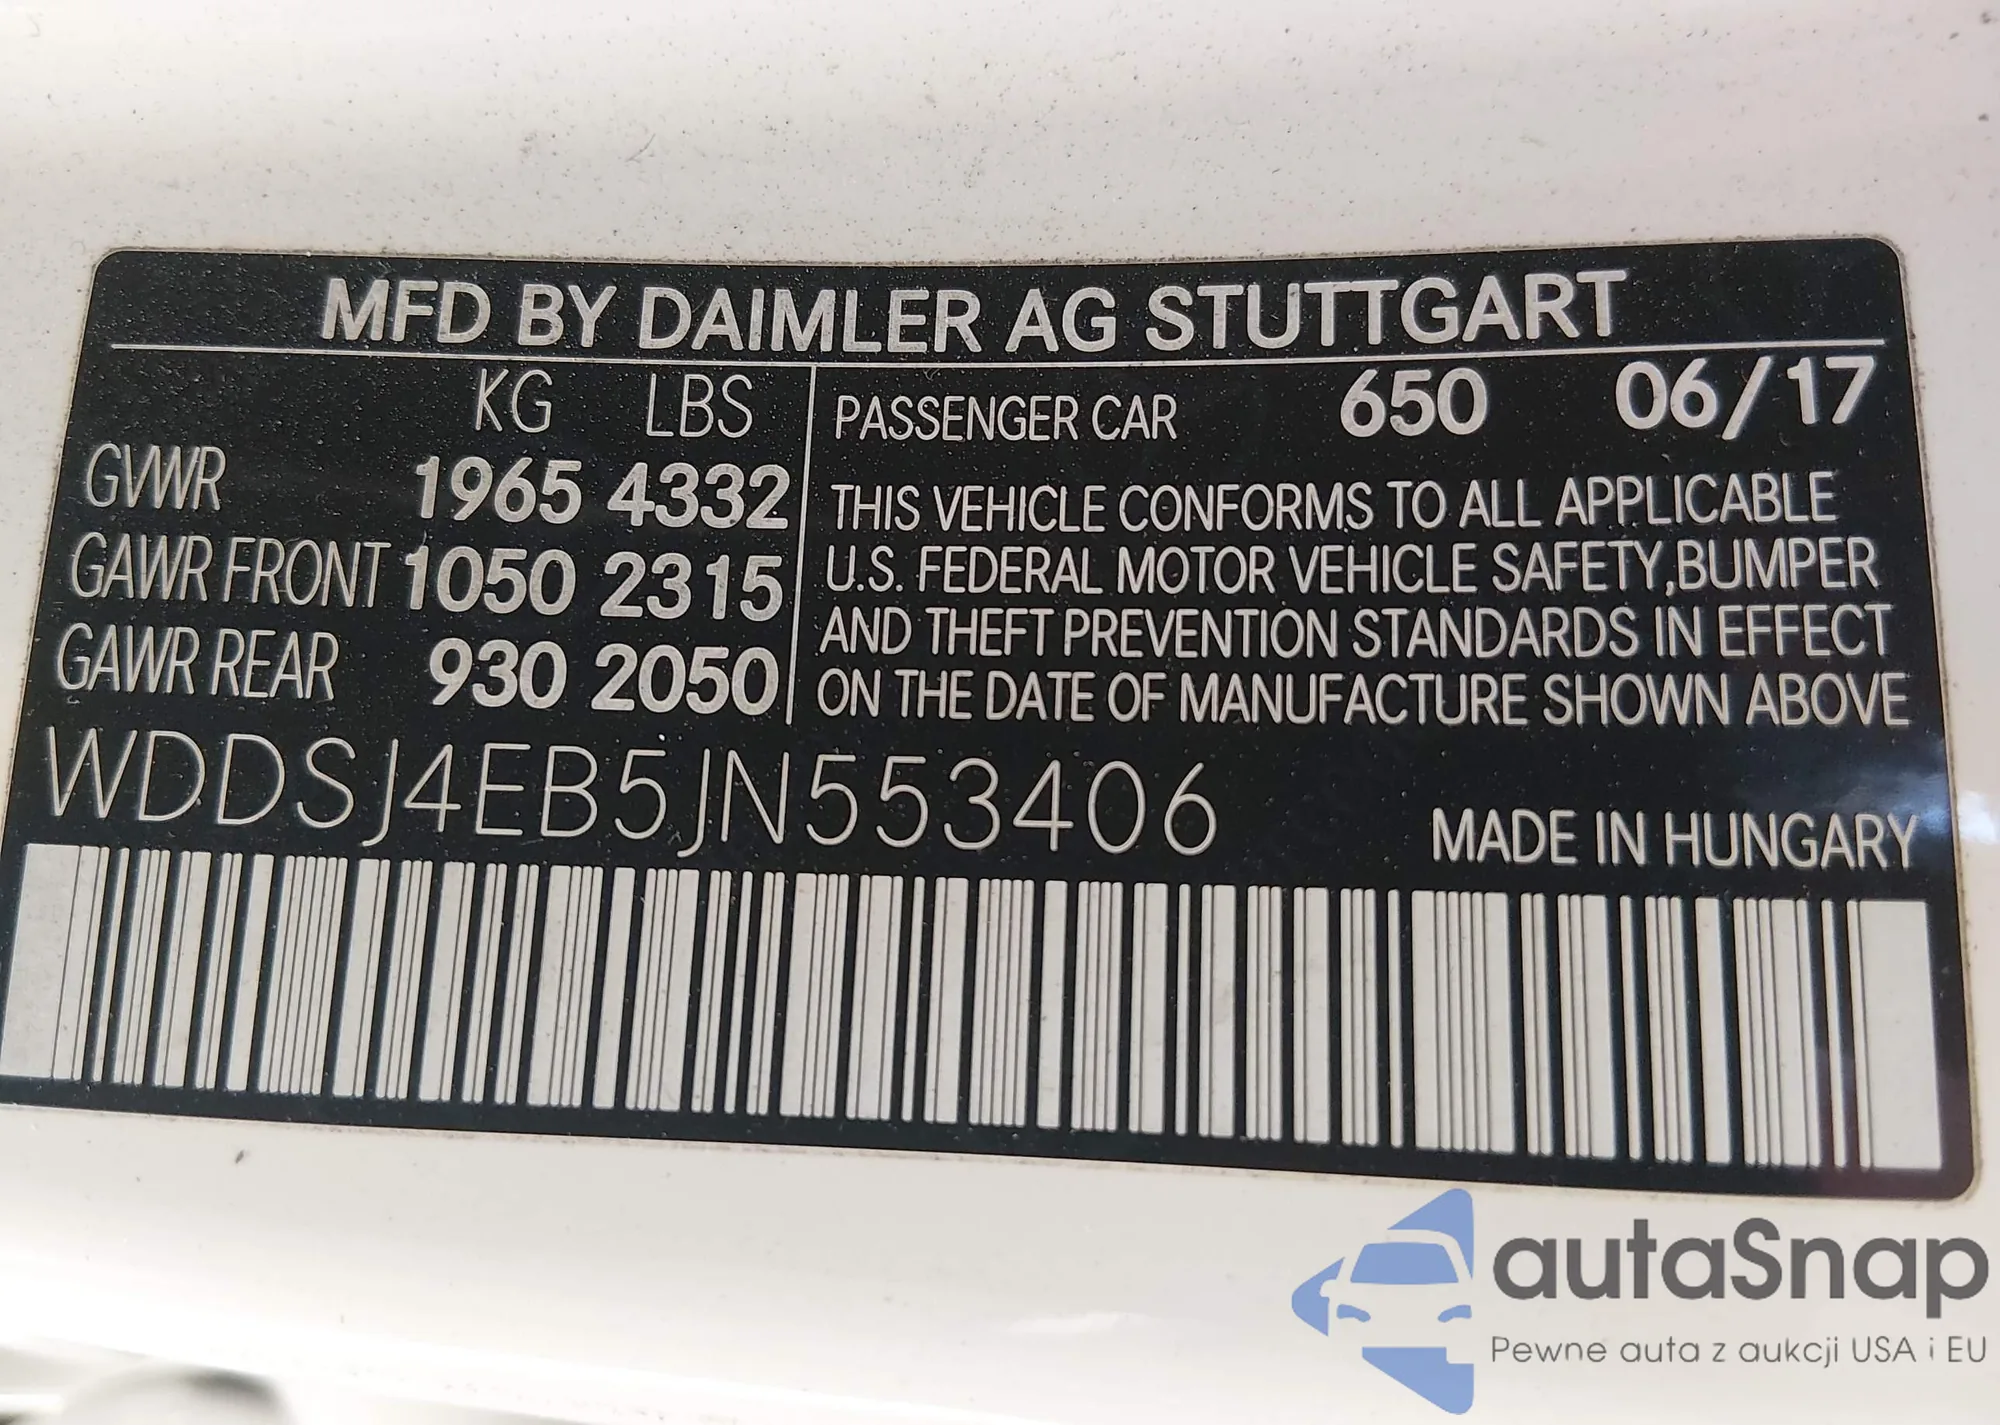 MFD BY DAIMLER AG STUTTGART
KG LBS
GVWR 1965 4332
GAWR FRONT 1050 2315
GAWR REAR 930 2050
PASSENGER CAR 650 06/17
THIS VEHICLE CONFORMS TO ALL APPLICABLE
U.S. FEDERAL MOTOR VEHICLE SAFETY,BUMPER
AND THEFT PREVENTION STANDARDS IN EFFECT
ON THE DATE OF MANUFACTURE SHOWN ABOVE
WDDSJ4EB5JN553406
MADE IN HUNGARY
autaSnap
Pewne auta z aukcji USA i EU